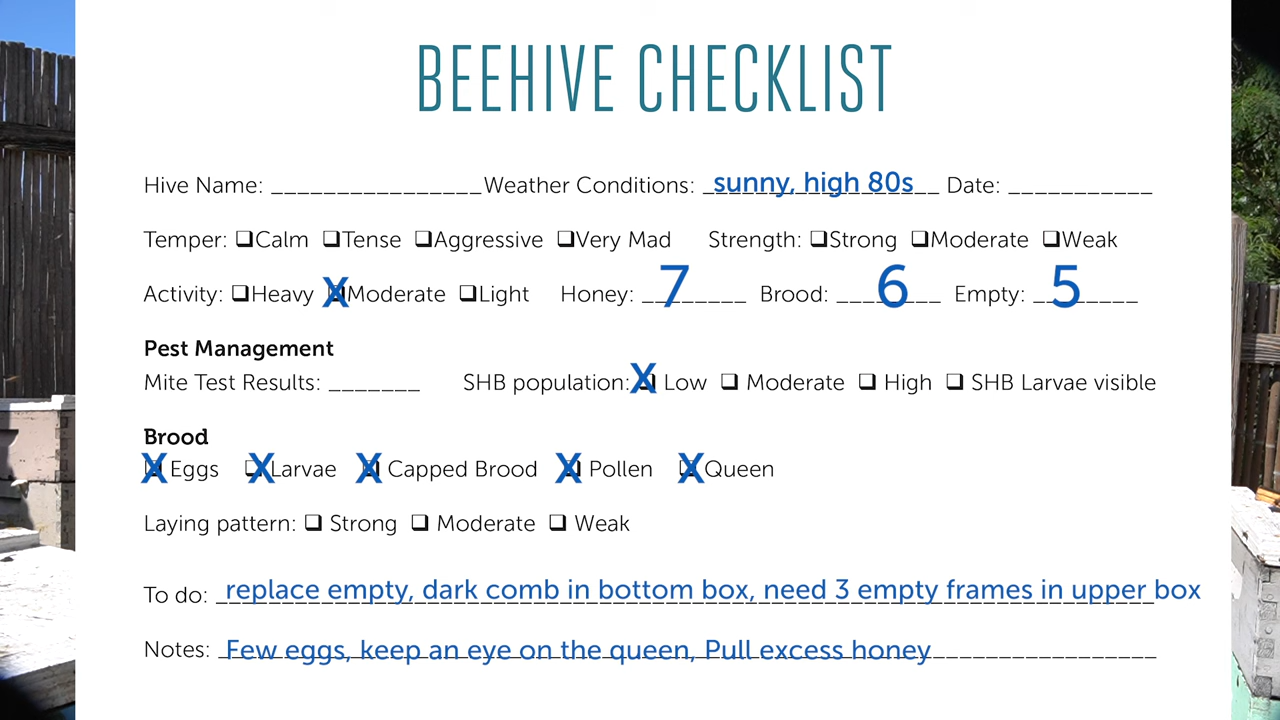 BEEHIVE CHECKLIST
Hive Name: ________________Weather Conditions: sunny, high 80s Date: ___________
Temper: ❑Calm ❑Tense ❑Aggressive ❑Very Mad Strength: ❑Strong ❑Moderate ❑Weak
Activity: ❑Heavy X Moderate ❑Light Honey: 7 Brood: 6 Empty: 5
Pest Management
Mite Test Results: _______ SHB population: X Low ❑ Moderate ❑ High ❑ SHB Larvae visible
Brood
X Eggs X Larvae X Capped Brood X Pollen X Queen
Laying pattern: ❑ Strong ❑ Moderate ❑ Weak
To do: replace empty, dark comb in bottom box, need 3 empty frames in upper box
Notes: Few eggs, keep an eye on the queen, Pull excess honey